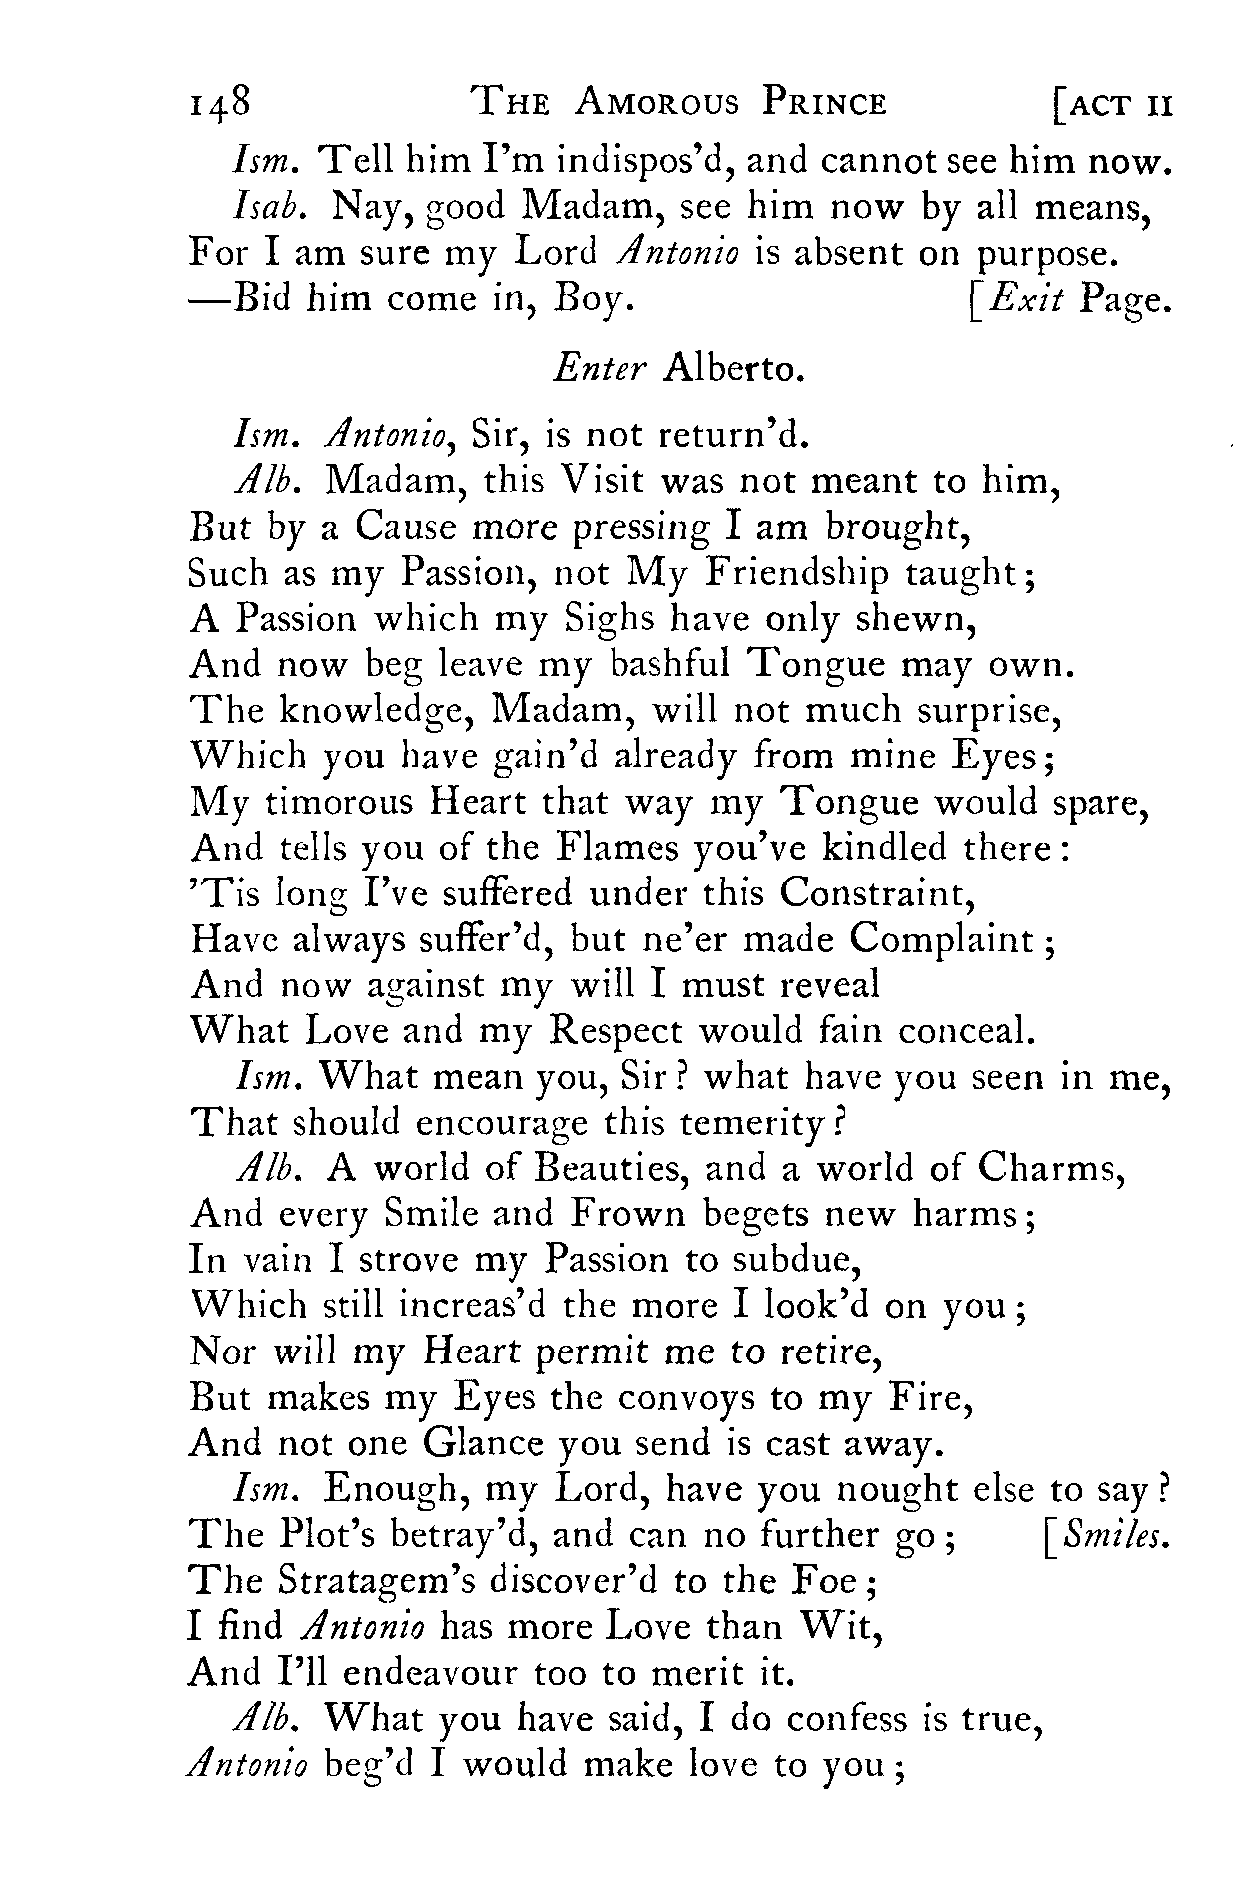 148 The Amorous Prince [ACT II
Ism. Tell him I'm indispos'd, and cannot see him now.
Isab. Nay, good Madam, see him now by all means,
For I am sure my Lord Antonio is absent on purpose.
—Bid him come in, Boy. [Exit Page.
Enter Alberto.
Ism. Antonio, Sir, is not return'd.
Alb. Madam, this Visit was not meant to him,
But by a Cause more pressing I am brought,
Such as my Passion, not My Friendship taught;
A Passion which my Sighs have only shewn,
And now beg leave my bashful Tongue may own.
The knowledge, Madam, will not much surprise,
Which you have gain'd already from mine Eyes;
My timorous Heart that way my Tongue would spare,
And tells you of the Flames you've kindled there:
'Tis long I've suffered under this Constraint,
Have always suffer'd, but ne'er made Complaint;
And now against my will I must reveal
What Love and my Respect would fain conceal.
Ism. What mean you, Sir? what have you seen in me,
That should encourage this temerity?
Alb. A world of Beauties, and a world of Charms,
And every Smile and Frown begets new harms;
In vain I strove my Passion to subdue,
Which still increas'd the more I look'd on you;
Nor will my Heart permit me to retire,
But makes my Eyes the convoys to my Fire,
And not one Glance you send is cast away.
Ism. Enough, my Lord, have you nought else to say?
The Plot's betray'd, and can no further go; [Smiles.
The Stratagem's discover'd to the Foe;
I find Antonio has more Love than Wit,
And I'll endeavour too to merit it.
Alb. What you have said, I do confess is true,
Antonio beg'd I would make love to you;